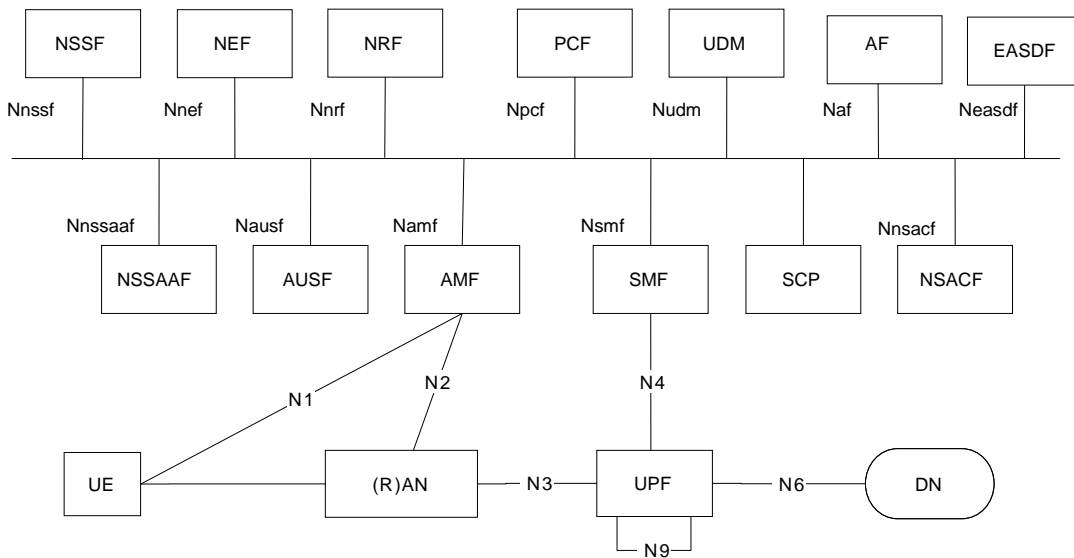 NSSF NEF NRF PCF UDM AF EASDF
Nnssf Nnef Nnrf Npcf Nudm Naf Neasdf
Nnssaaf Nausf Namf Nsmf Nnsacf
NSSAAF AUSF AMF SMF SCP NSACF
N1 N2 N4
UE (R)AN N3 UPF N6 DN
N9